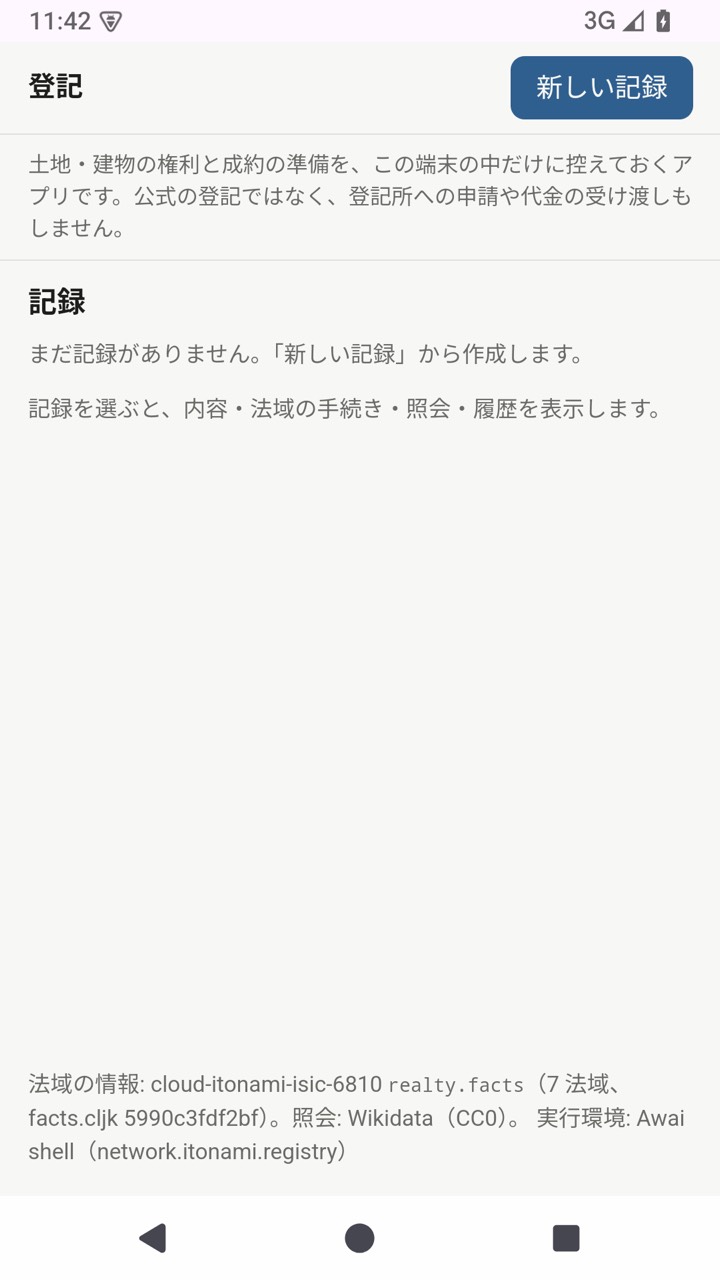 11:42
3G
登記
新しい記録
土地・建物の権利と成約の準備を、この端末の中だけに控えておくア
プリです。公式の登記ではなく、登記所への申請や代金の受け渡しも
しません。
記録
まだ記録がありません。「新しい記録」から作成します。
記録を選ぶと、内容・法域の手続き・照会・履歴を表示します。
法域の情報: cloud-itonami-isic-6810 realty.facts（7 法域、
facts.cljk 5990c3fdf2bf）。照会: Wikidata（CC0）。 実行環境: Awai
shell（network.itonami.registry）